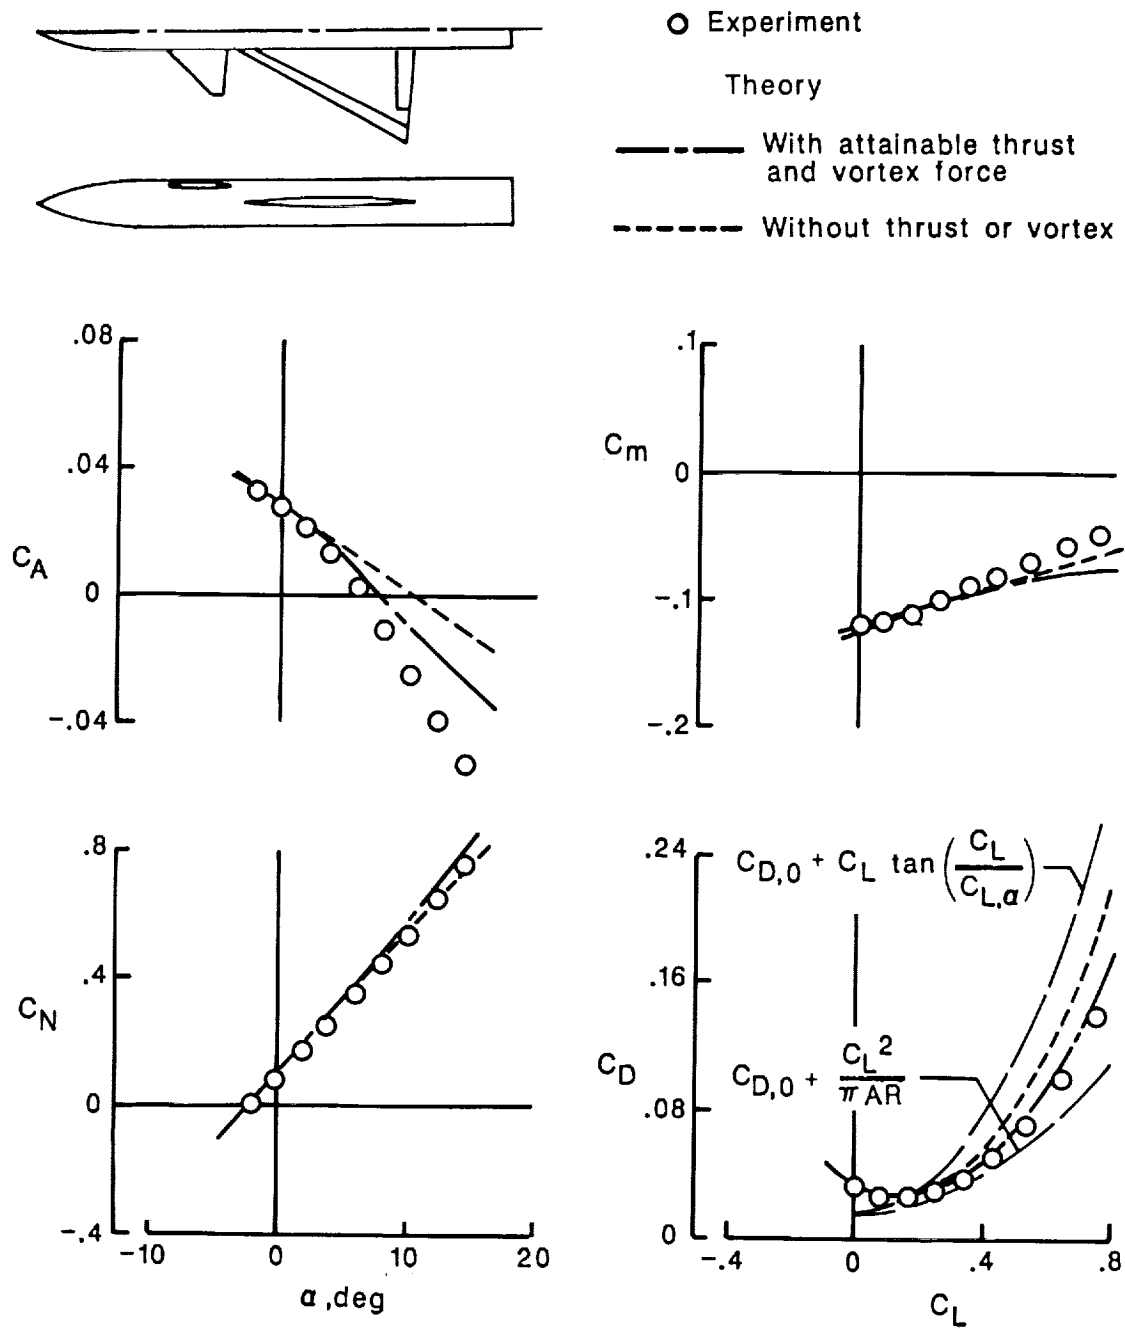 Experiment
Theory
With attainable thrust
and vortex force
Without thrust or vortex
.08
.04
0
-.04
C_A
.1
0
-.1
-.2
C_m
.8
.4
0
-.4
C_N
-10 0 10 20
α,deg
.24
.16
.08
0
C_D
C_D,0 + C_L tan(C_L/C_L,α)
C_D,0 + C_L²/πAR
-.4 0 .4 .8
C_L